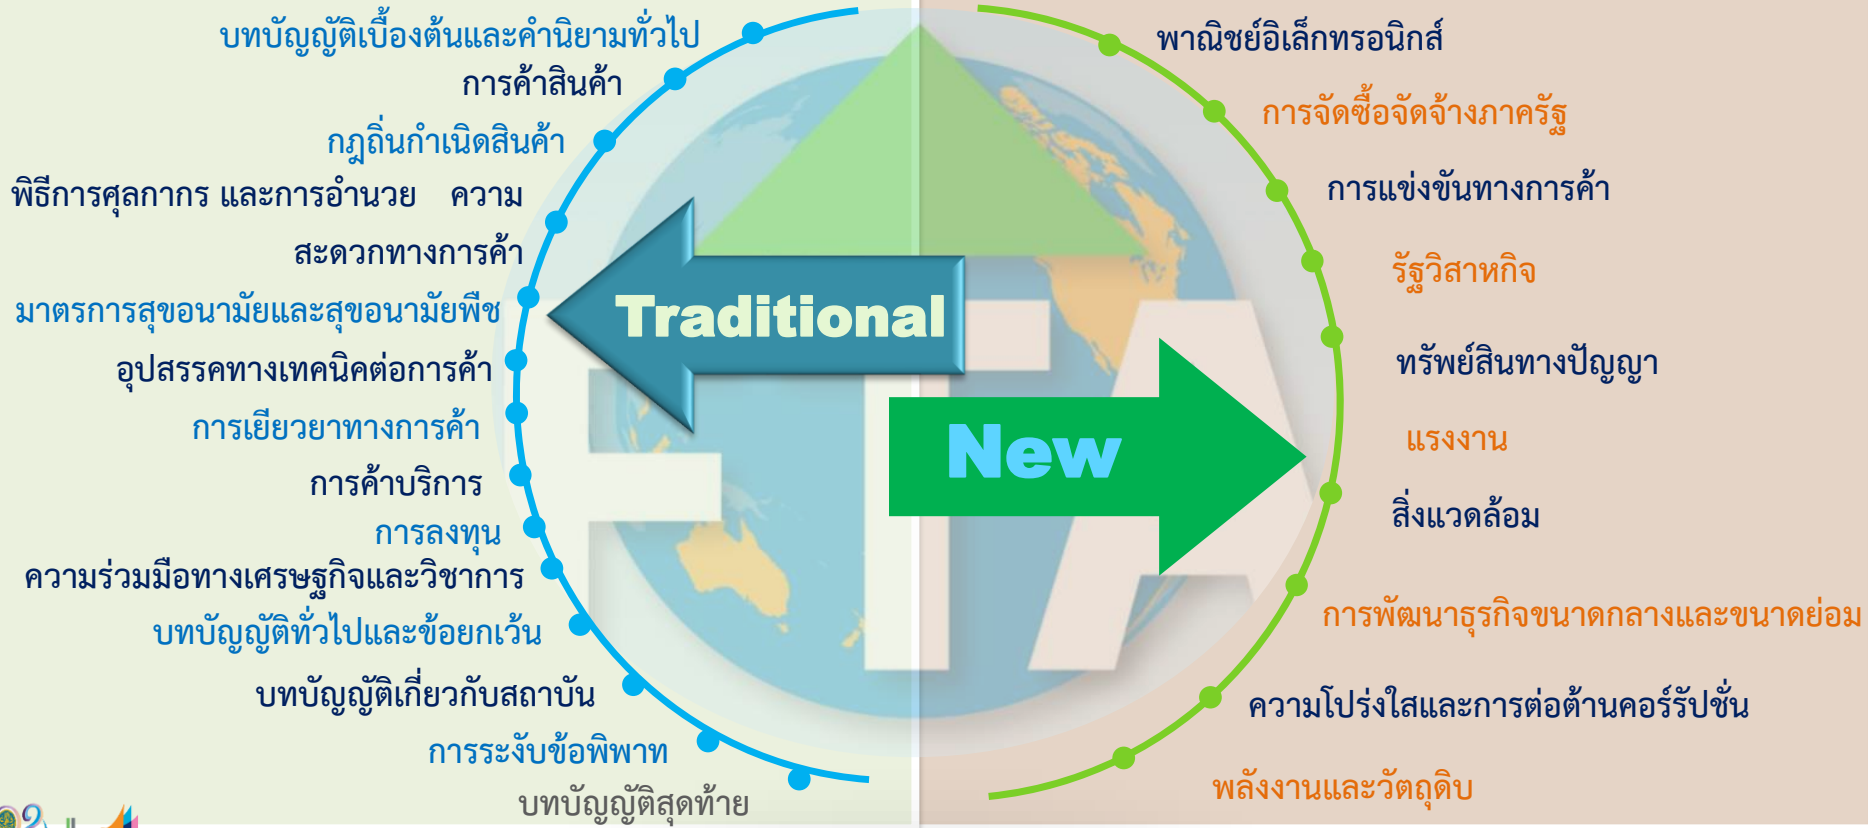 บทบัญญัติเบื้องต้นและคำนิยามทั่วไป
การค้าสินค้า
กฎถิ่นกำเนิดสินค้า
พิธีการศุลกากร และการอำนวย ความ
สะดวกทางการค้า
มาตรการสุขอนามัยและสุขอนามัยพืช
อุปสรรคทางเทคนิคต่อการค้า
การเยียวยาทางการค้า
การค้าบริการ
การลงทุน
ความร่วมมือทางเศรษฐกิจและวิชาการ
บทบัญญัติทั่วไปและข้อยกเว้น
บทบัญญัติเกี่ยวกับสถาบัน
การระงับข้อพิพาท
บทบัญญัติสุดท้าย
Traditional
FTA
New
พาณิชย์อิเล็กทรอนิกส์
การจัดซื้อจัดจ้างภาครัฐ
การแข่งขันทางการค้า
รัฐวิสาหกิจ
ทรัพย์สินทางปัญญา
แรงงาน
สิ่งแวดล้อม
การพัฒนาธุรกิจขนาดกลางและขนาดย่อม
ความโปร่งใสและการต่อต้านคอร์รัปชั่น
พลังงานและวัตถุดิบ